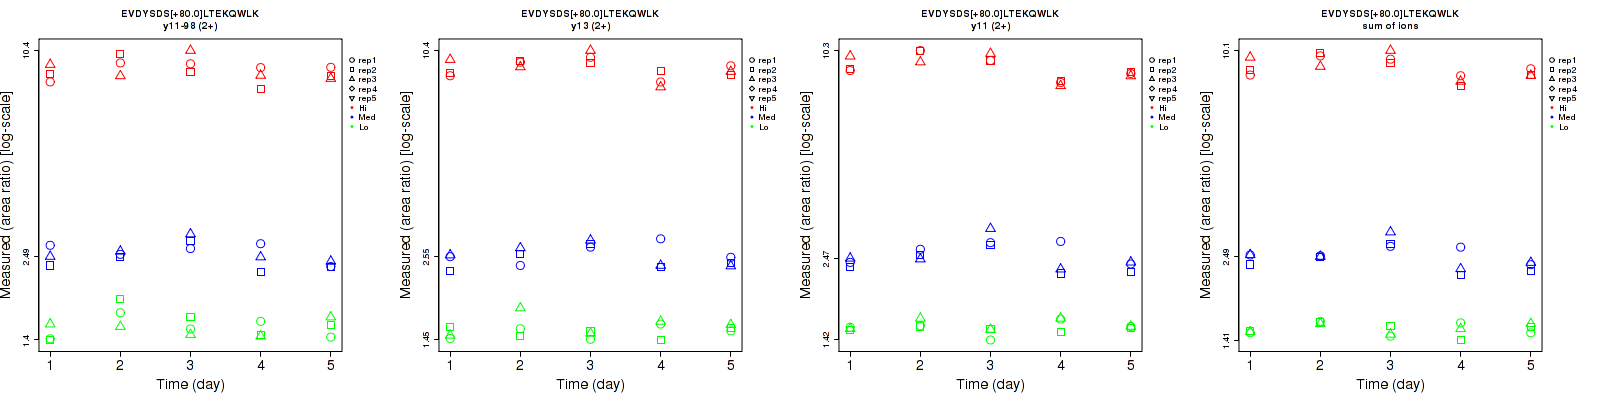 EVDYSDS[+80.0]LTEKQWLK
y11-98 (2+)
Measured (area ratio) [log-scale]
10.4
2.49
1.4
1 2 3 4 5
Time (day)
rep1
rep2
rep3
rep4
rep5
Hi
Med
Lo
EVDYSDS[+80.0]LTEKQWLK
y13 (2+)
Measured (area ratio) [log-scale]
10.4
2.55
1.45
1 2 3 4 5
Time (day)
rep1
rep2
rep3
rep4
rep5
Hi
Med
Lo
EVDYSDS[+80.0]LTEKQWLK
y11 (2+)
Measured (area ratio) [log-scale]
10.3
2.47
1.42
1 2 3 4 5
Time (day)
rep1
rep2
rep3
rep4
rep5
Hi
Med
Lo
EVDYSDS[+80.0]LTEKQWLK
sum of ions
Measured (area ratio) [log-scale]
10.1
2.49
1.41
1 2 3 4 5
Time (day)
rep1
rep2
rep3
rep4
rep5
Hi
Med
Lo